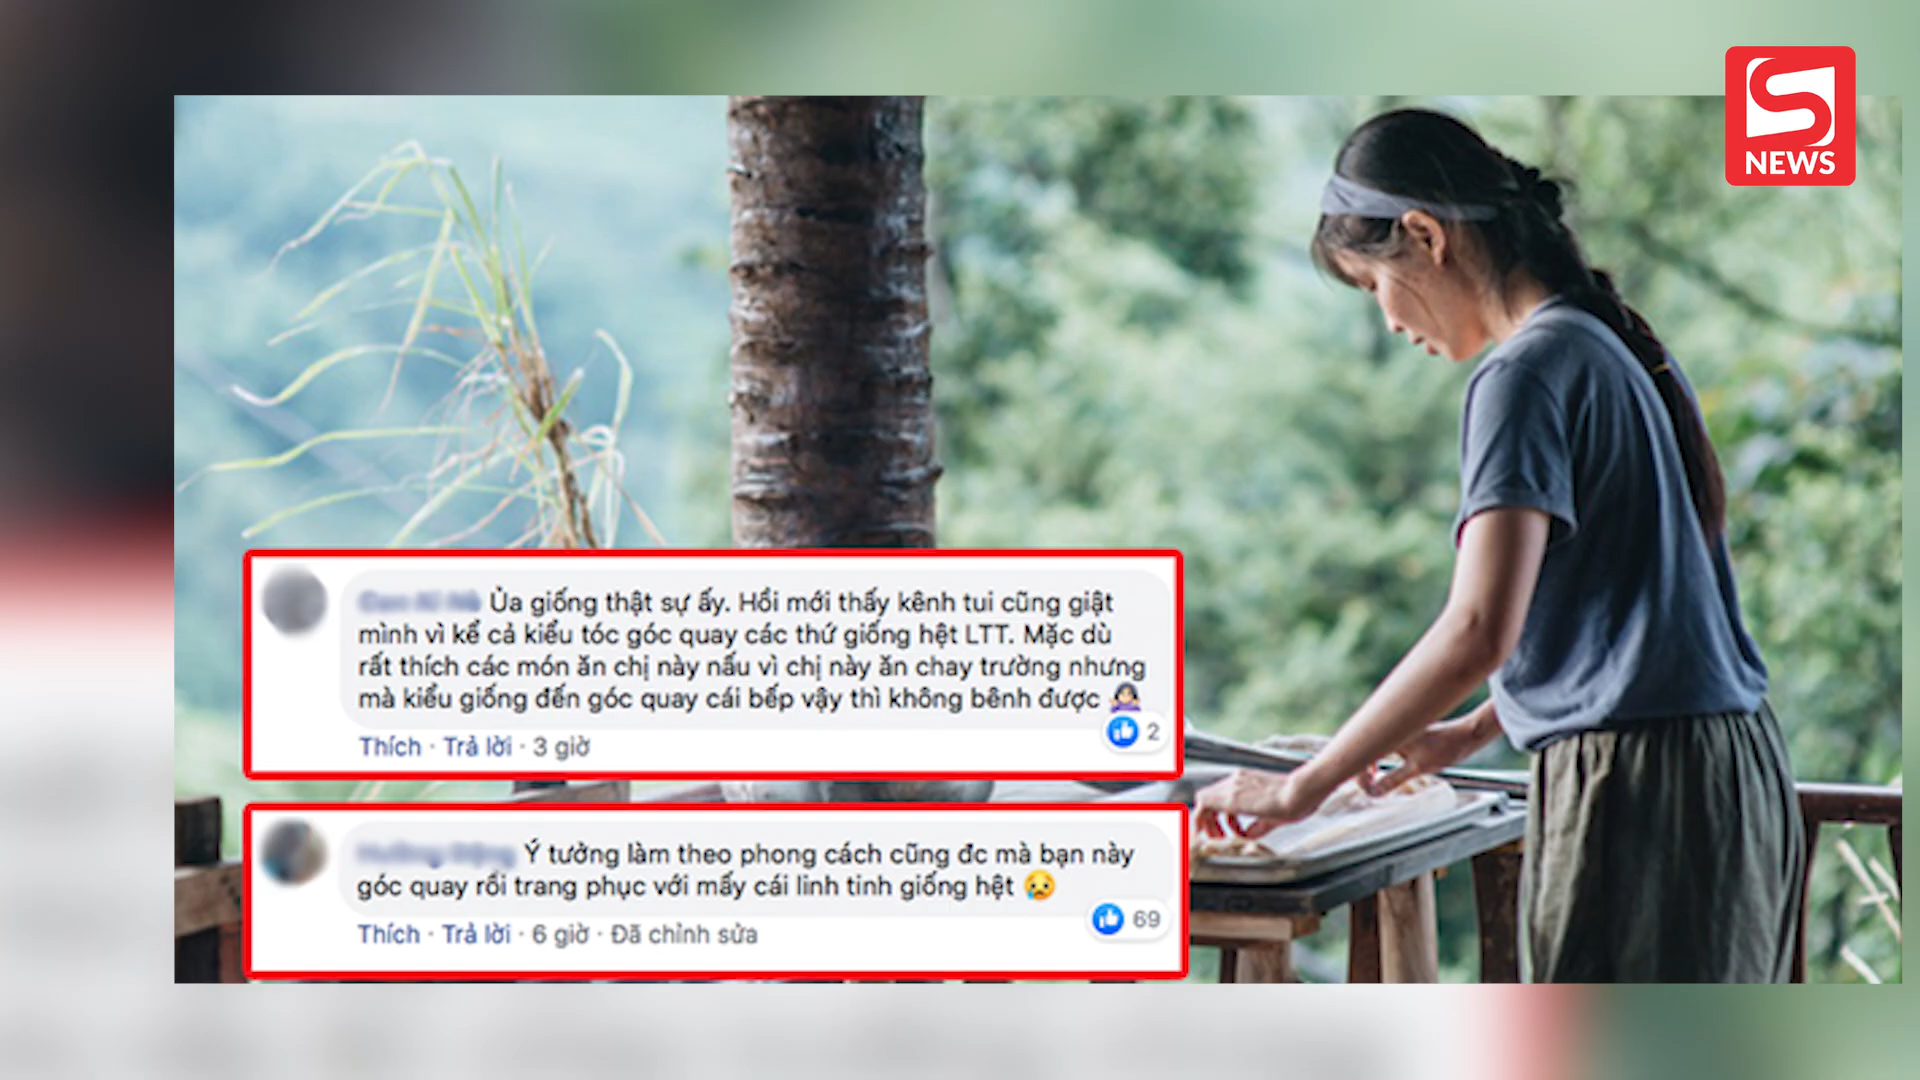 S
NEWS
Ủa giống thật sự ấy. Hồi mới thấy kênh tui cũng giật
mình vì kể cả kiểu tóc góc quay các thứ giống hệt LTT. Mặc dù
rất thích các món ăn chị này nấu vì chị này ăn chay trường nhưng
mà kiểu giống đến góc quay cái bếp vậy thì không bênh được
2
Thích · Trả lời · 3 giờ
Ý tưởng làm theo phong cách cũng đc mà bạn này
góc quay rồi trang phục với mấy cái linh tinh giống hệt
69
Thích · Trả lời · 6 giờ · Đã chỉnh sửa